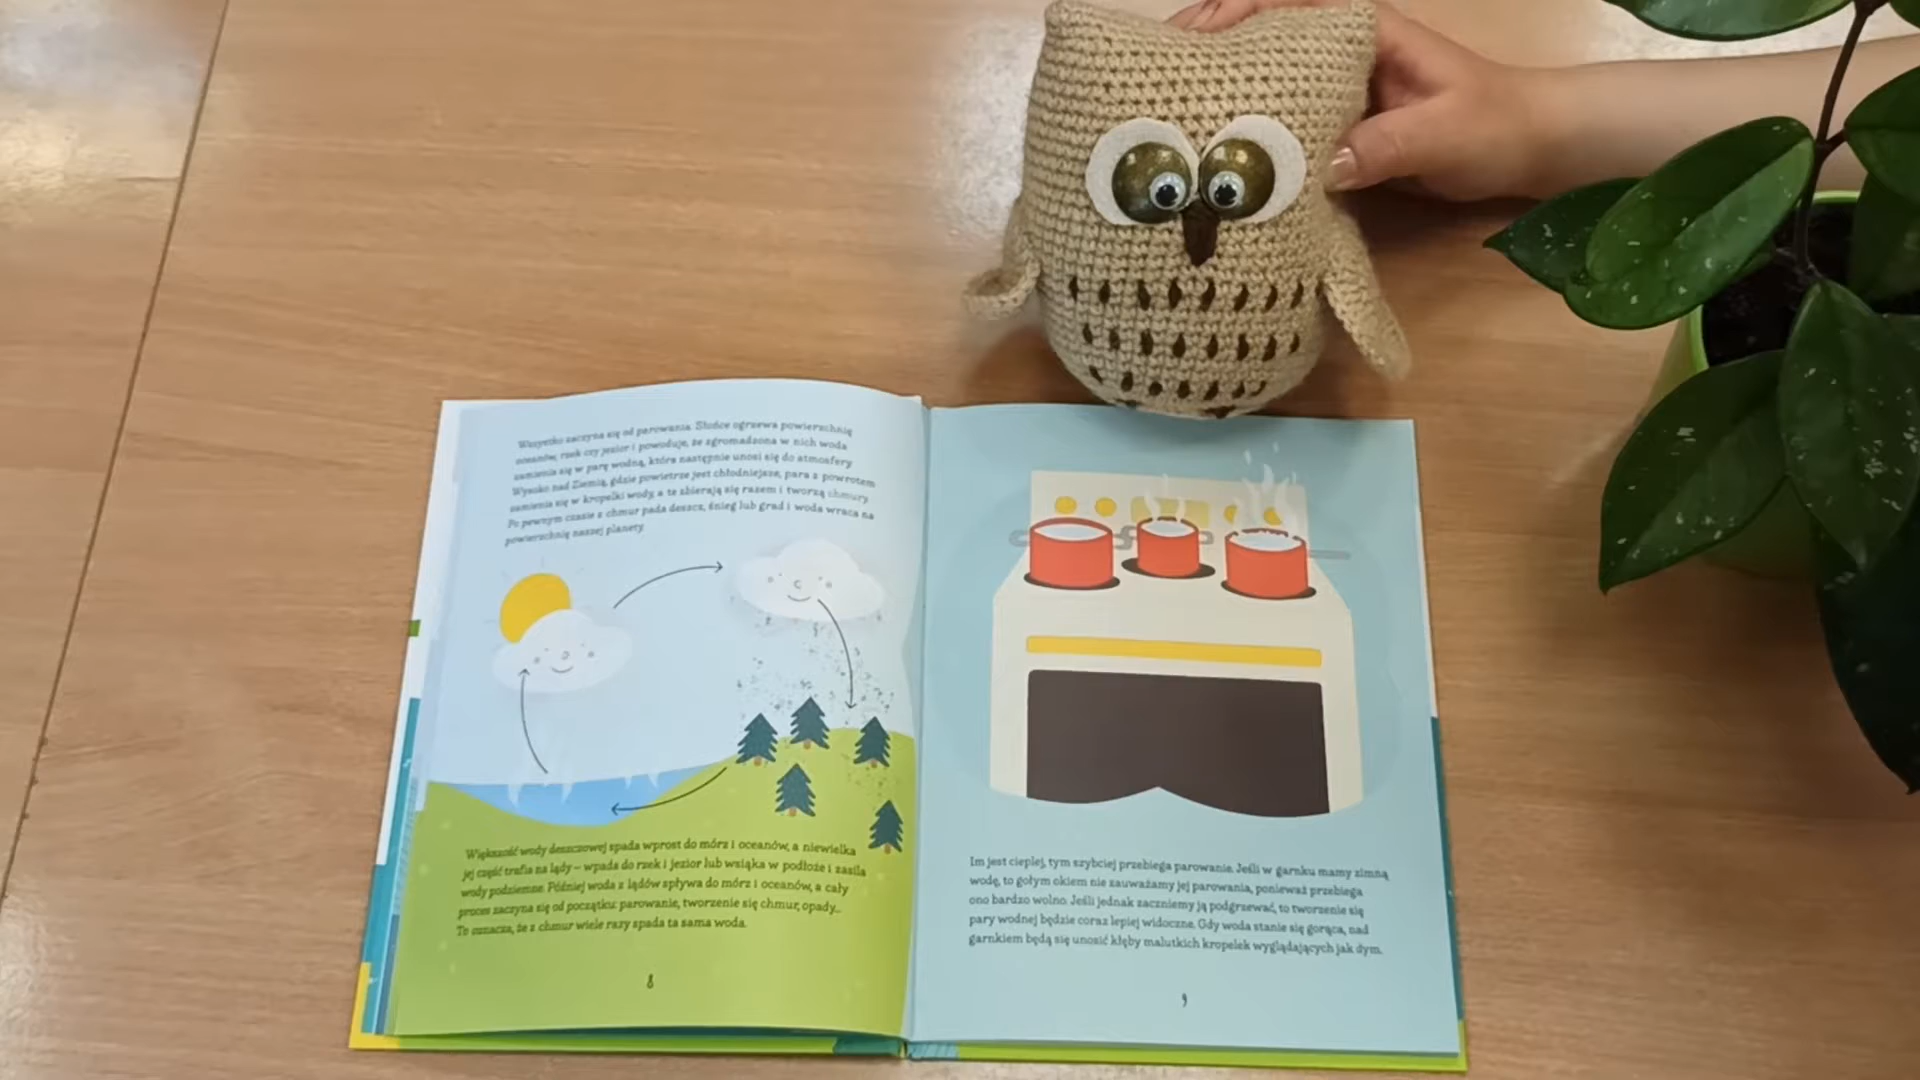 Wszystko zaczyna się od parowania. Słońce ogrzewa powierzchnię
oceanów, rzek czy jezior i powoduje, że zgromadzona w nich woda
zamienia się w parę wodną, która następnie unosi się do atmosfery.
Wysoko nad Ziemią, gdzie powietrze jest chłodniejsze, para z powrotem
zamienia się w kropelki wody, a te zbierają się razem i tworzą chmury.
Po pewnym czasie z chmur pada deszcz, śnieg lub grad i woda wraca na
powierzchnię naszej planety.
Większość wody deszczowej spada wprost do mórz i oceanów, a niewielka
jej część trafia na lądy – wpada do rzek i jezior lub wsiąka w podłoże i zasila
wody podziemne. Później woda z lądów spływa do mórz i oceanów, a cały
proces zaczyna się od początku: parowanie, tworzenie się chmur, opady...
To oznacza, że z chmur wiele razy spada ta sama woda.
8
Im jest cieplej, tym szybciej przebiega parowanie. Jeśli w garnku mamy zimną
wodę, to gołym okiem nie zauważamy jej parowania, ponieważ przebiega
ono bardzo wolno. Jeśli jednak zaczniemy ją podgrzewać, to tworzenie się
pary wodnej będzie coraz lepiej widoczne. Gdy woda stanie się gorąca, nad
garnkiem będą się unosić kłęby malutkich kropelek wyglądających jak dym.
9